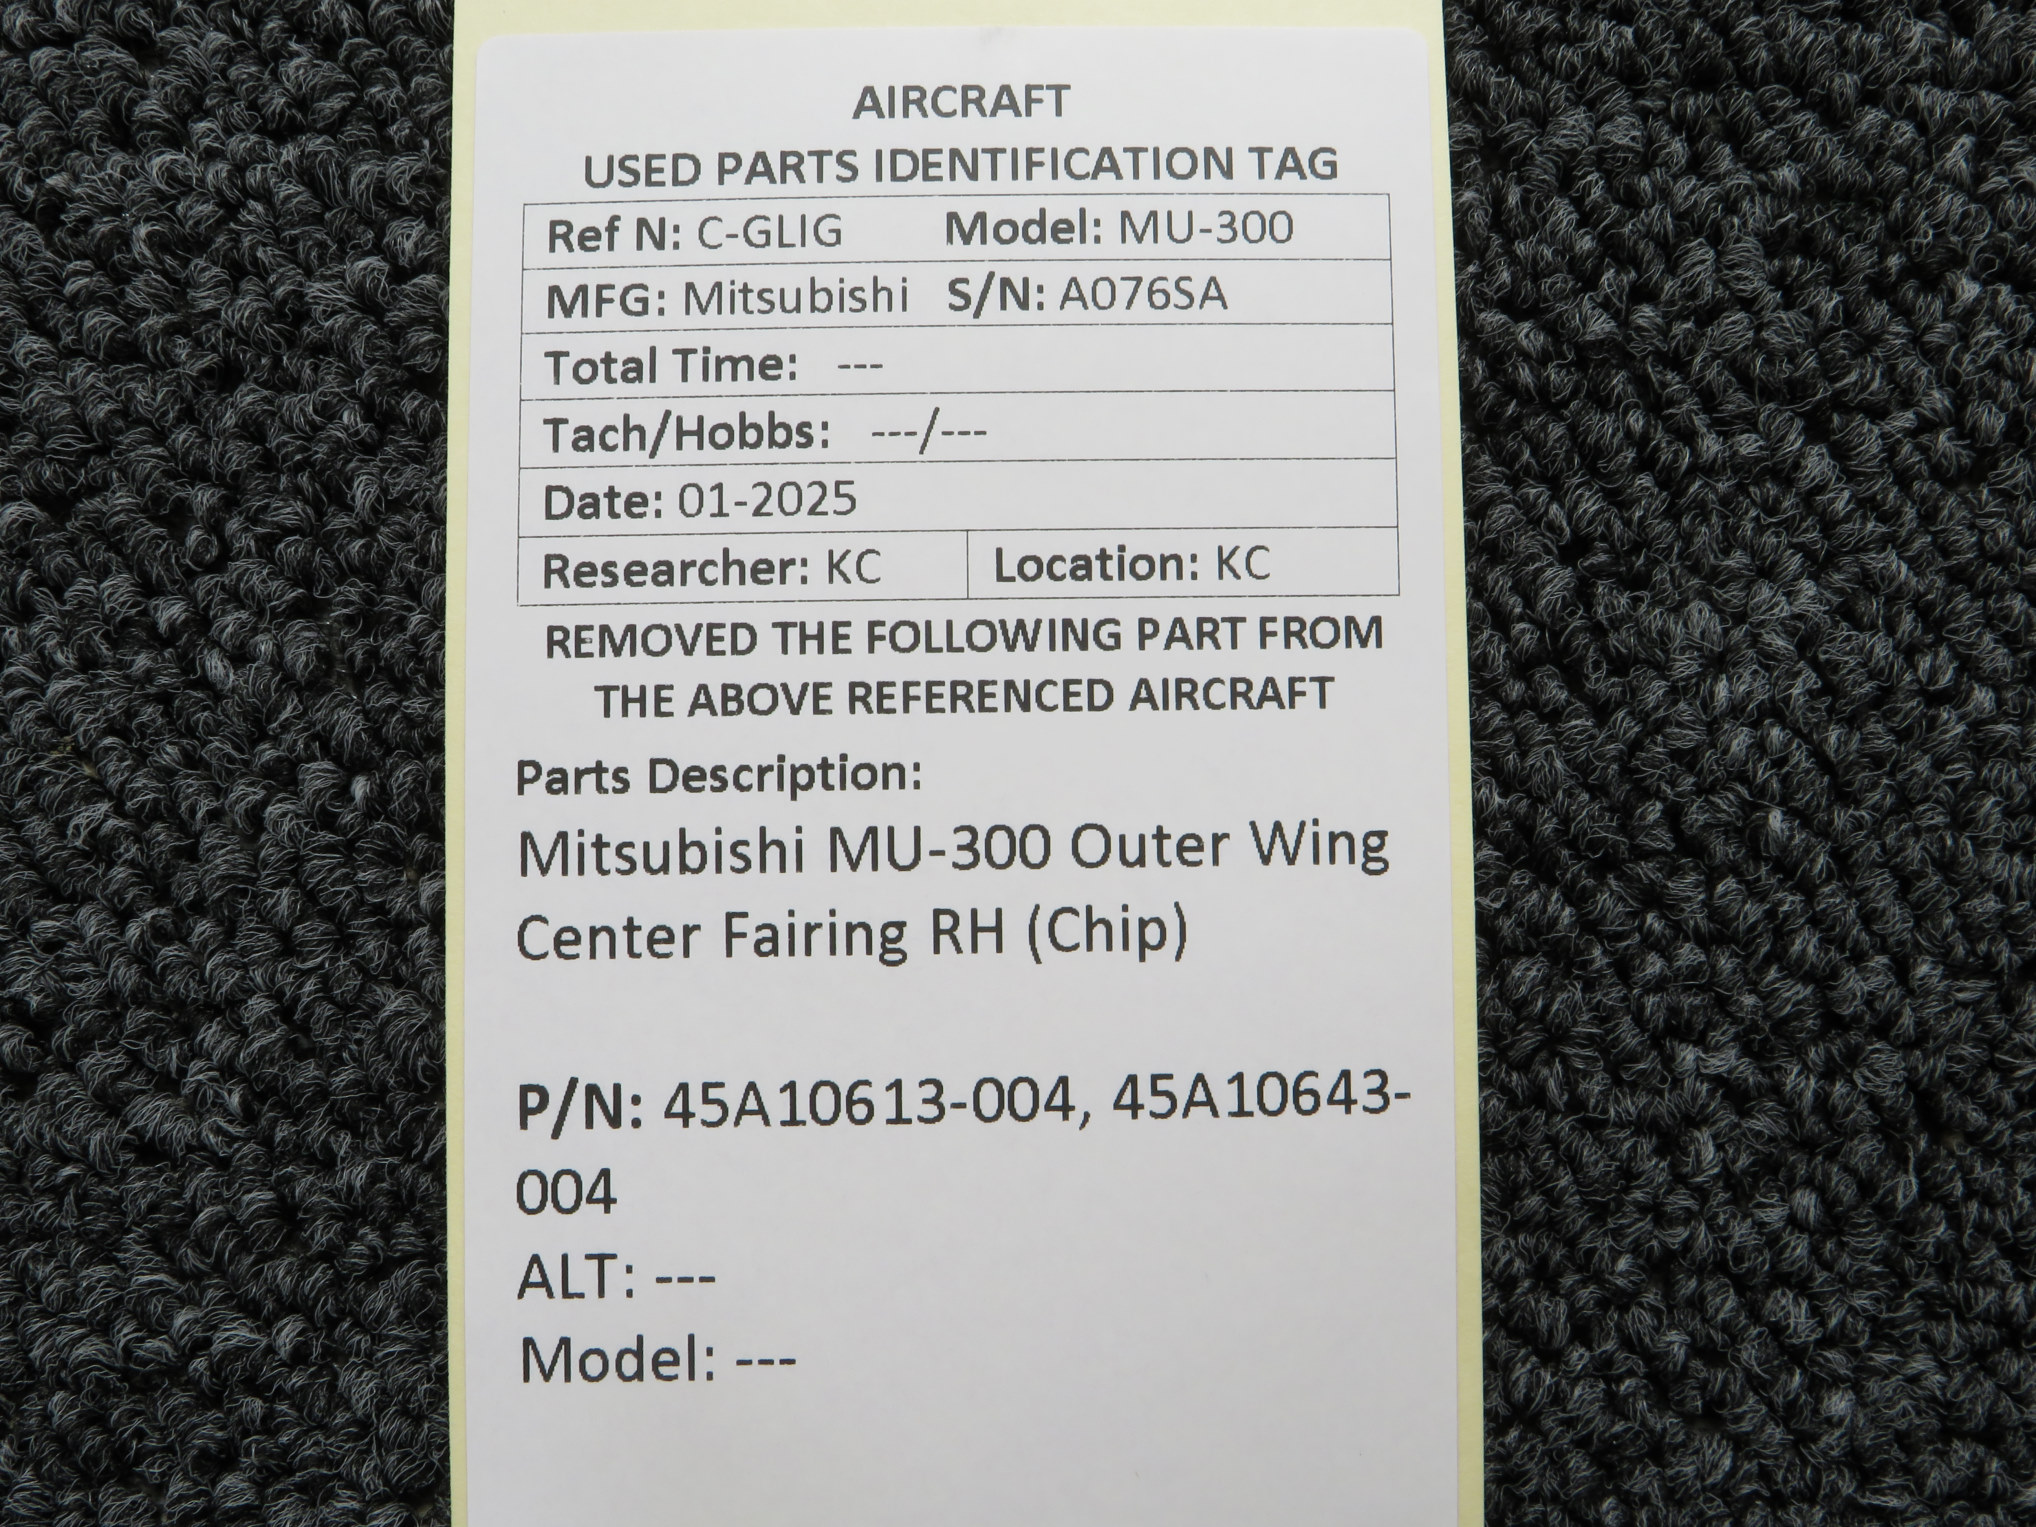 AIRCRAFT
USED PARTS IDENTIFICATION TAG
Ref N: C-GLIG Model: MU-300
MFG: Mitsubishi S/N: A076SA
Total Time: ---
Tach/Hobbs: ---/---
Date: 01-2025
Researcher: KC Location: KC
REMOVED THE FOLLOWING PART FROM
THE ABOVE REFERENCED AIRCRAFT
Parts Description:
Mitsubishi MU-300 Outer Wing
Center Fairing RH (Chip)
P/N: 45A10613-004, 45A10643-
004
ALT: ---
Model: ---